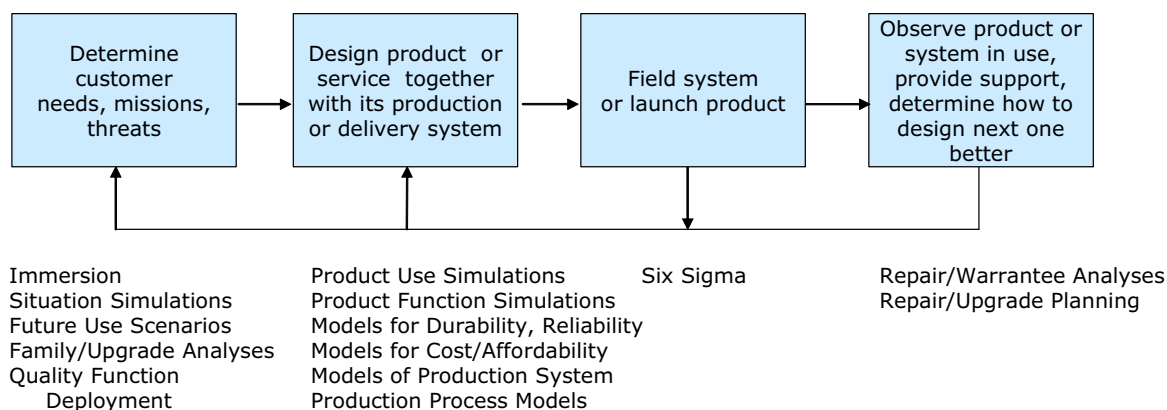 Determine
customer
needs, missions,
threats
Design product or
service together
with its production
or delivery system
Field system
or launch product
Observe product or
system in use,
provide support,
determine how to
design next one
better
Immersion
Situation Simulations
Future Use Scenarios
Family/Upgrade Analyses
Quality Function
Deployment
Product Use Simulations
Product Function Simulations
Models for Durability, Reliability
Models for Cost/Affordability
Models of Production System
Production Process Models
Six Sigma
Repair/Warrantee Analyses
Repair/Upgrade Planning